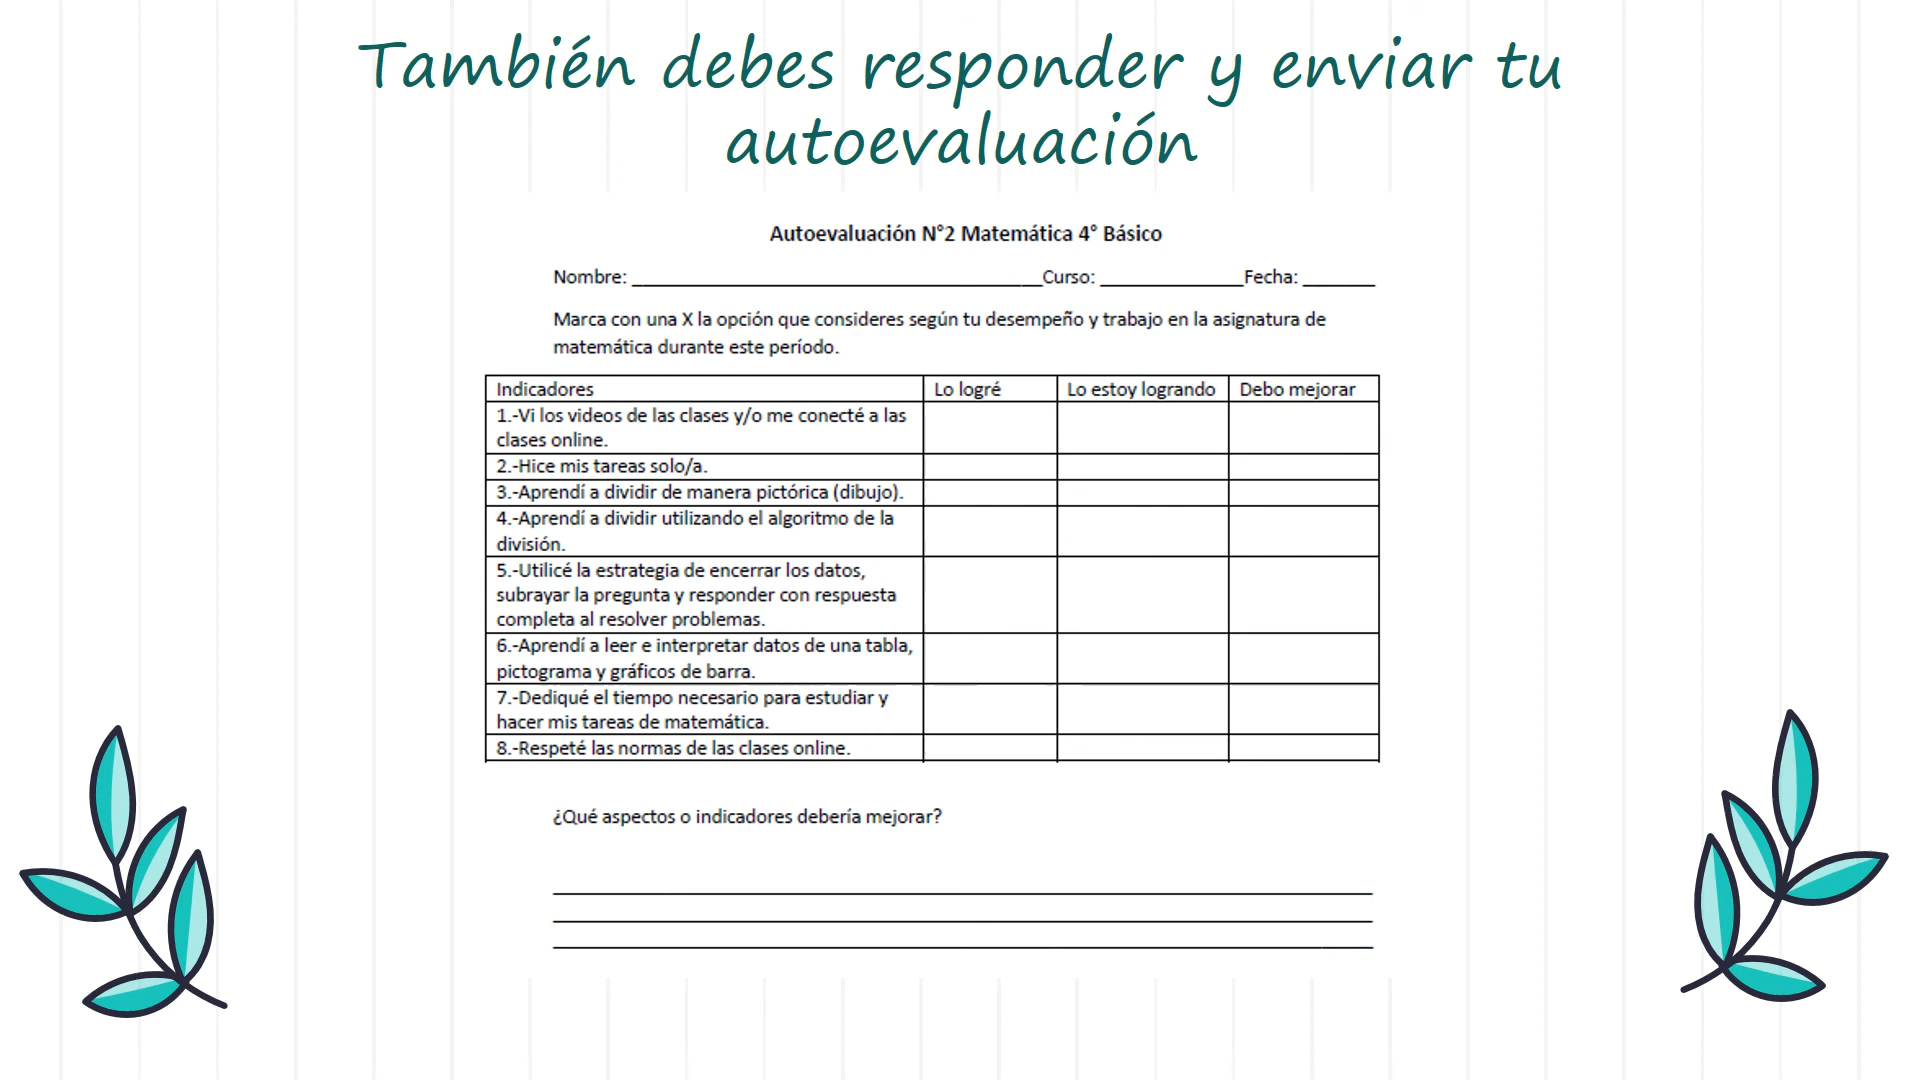 También debes responder y enviar tu
autoevaluación
Autoevaluación N°2 Matemática 4° Básico
Nombre: ______________________________________Curso: _____________Fecha: _______
Marca con una X la opción que consideres según tu desempeño y trabajo en la asignatura de
matemática durante este período.
Indicadores Lo logré Lo estoy logrando Debo mejorar
1.-Vi los videos de las clases y/o me conecté a las
clases online.
2.-Hice mis tareas solo/a.
3.-Aprendí a dividir de manera pictórica (dibujo).
4.-Aprendí a dividir utilizando el algoritmo de la
división.
5.-Utilicé la estrategia de encerrar los datos,
subrayar la pregunta y responder con respuesta
completa al resolver problemas.
6.-Aprendí a leer e interpretar datos de una tabla,
pictograma y gráficos de barra.
7.-Dediqué el tiempo necesario para estudiar y
hacer mis tareas de matemática.
8.-Respeté las normas de las clases online.
¿Qué aspectos o indicadores debería mejorar?